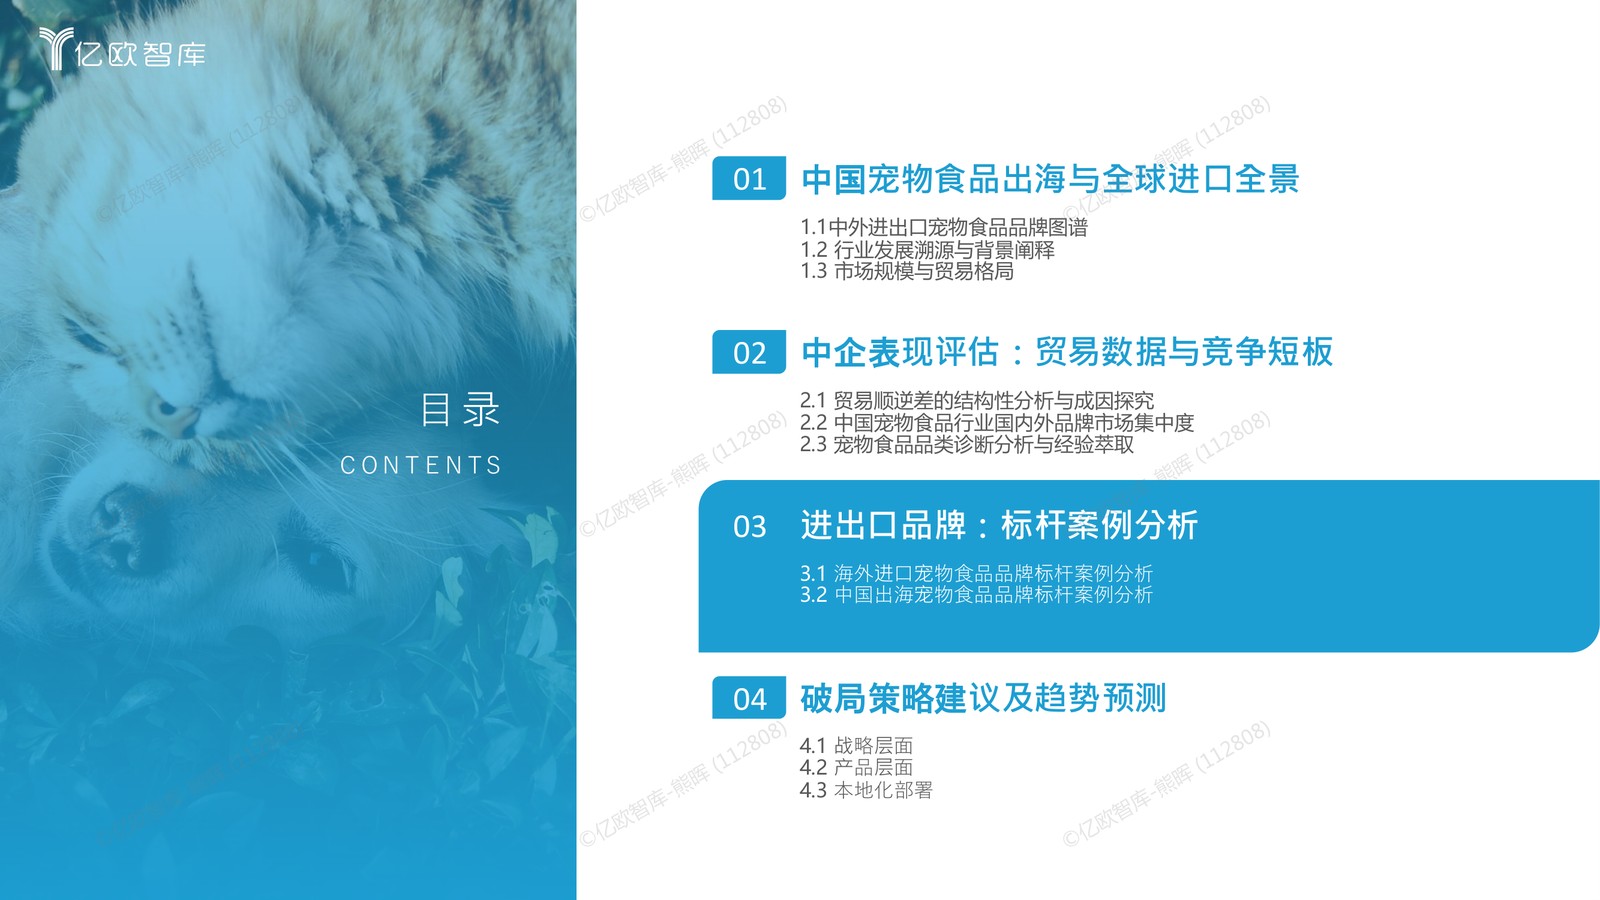 亿欧智库
目录
CONTENTS
01 中国宠物食品出海与全球进口全景
1.1中外进出口宠物食品品牌图谱
1.2 行业发展溯源与背景阐释
1.3 市场规模与贸易格局
02 中企表现评估：贸易数据与竞争短板
2.1 贸易顺逆差的结构性分析与成因探究
2.2 中国宠物食品行业国内外品牌市场集中度
2.3 宠物食品品类诊断分析与经验萃取
03 进出口品牌：标杆案例分析
3.1 海外进口宠物食品品牌标杆案例分析
3.2 中国出海宠物食品品牌标杆案例分析
04 破局策略建议及趋势预测
4.1 战略层面
4.2 产品层面
4.3 本地化部署
©亿欧智库-熊晖 (112808)
©亿欧智库-熊晖 (112808)
©亿欧智库-熊晖 (112808)
©亿欧智库-熊晖 (112808)
©亿欧智库-熊晖 (112808)
©亿欧智库-熊晖 (112808)
©亿欧智库-熊晖 (112808)